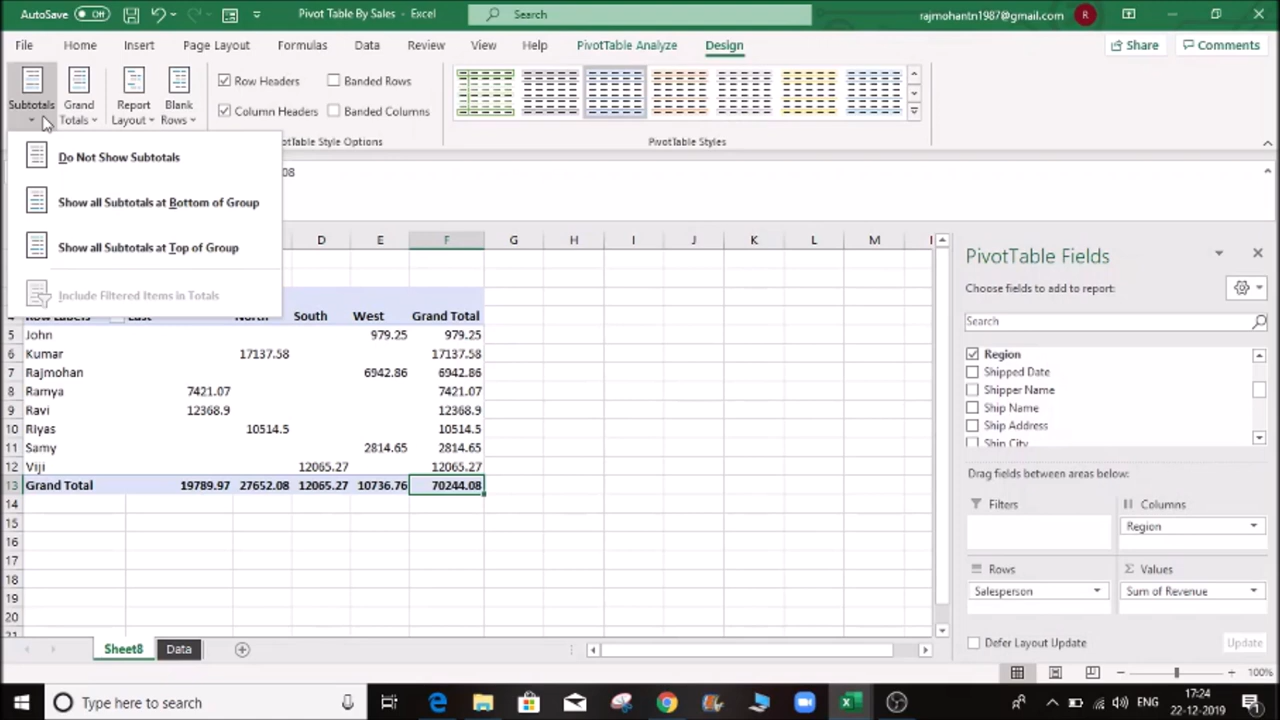 AutoSave Off Pivot Table By Sales - Excel Search rajmohantn1987@gmail.com R
File Home Insert Page Layout Formulas Data Review View Help PivotTable Analyze Design Share Comments
Subtotals Grand Totals Report Layout Blank Rows
Row Headers Banded Rows
Column Headers Banded Columns
tTable Style Options PivotTable Styles
Do Not Show Subtotals
Show all Subtotals at Bottom of Group
Show all Subtotals at Top of Group
Include Filtered Items in Totals
08
D E F G H I J K L M
South West Grand Total
5 John 979.25 979.25
6 Kumar 17137.58 17137.58
7 Rajmohan 6942.86 6942.86
8 Ramya 7421.07 7421.07
9 Ravi 12368.9 12368.9
10 Riyas 10514.5 10514.5
11 Samy 2814.65 2814.65
12 Viji 12065.27 12065.27
13 Grand Total 19789.97 27652.08 12065.27 10736.76 70244.08
14
15
16
17
18
19
20
PivotTable Fields
Choose fields to add to report:
Search
Region
Shipped Date
Shipper Name
Ship Name
Ship Address
Ship City
Drag fields between areas below:
Filters Columns
Region
Rows Values
Salesperson Sum of Revenue
Defer Layout Update Update
Sheet8 Data
100%
Type here to search ENG 17:24
22-12-2019